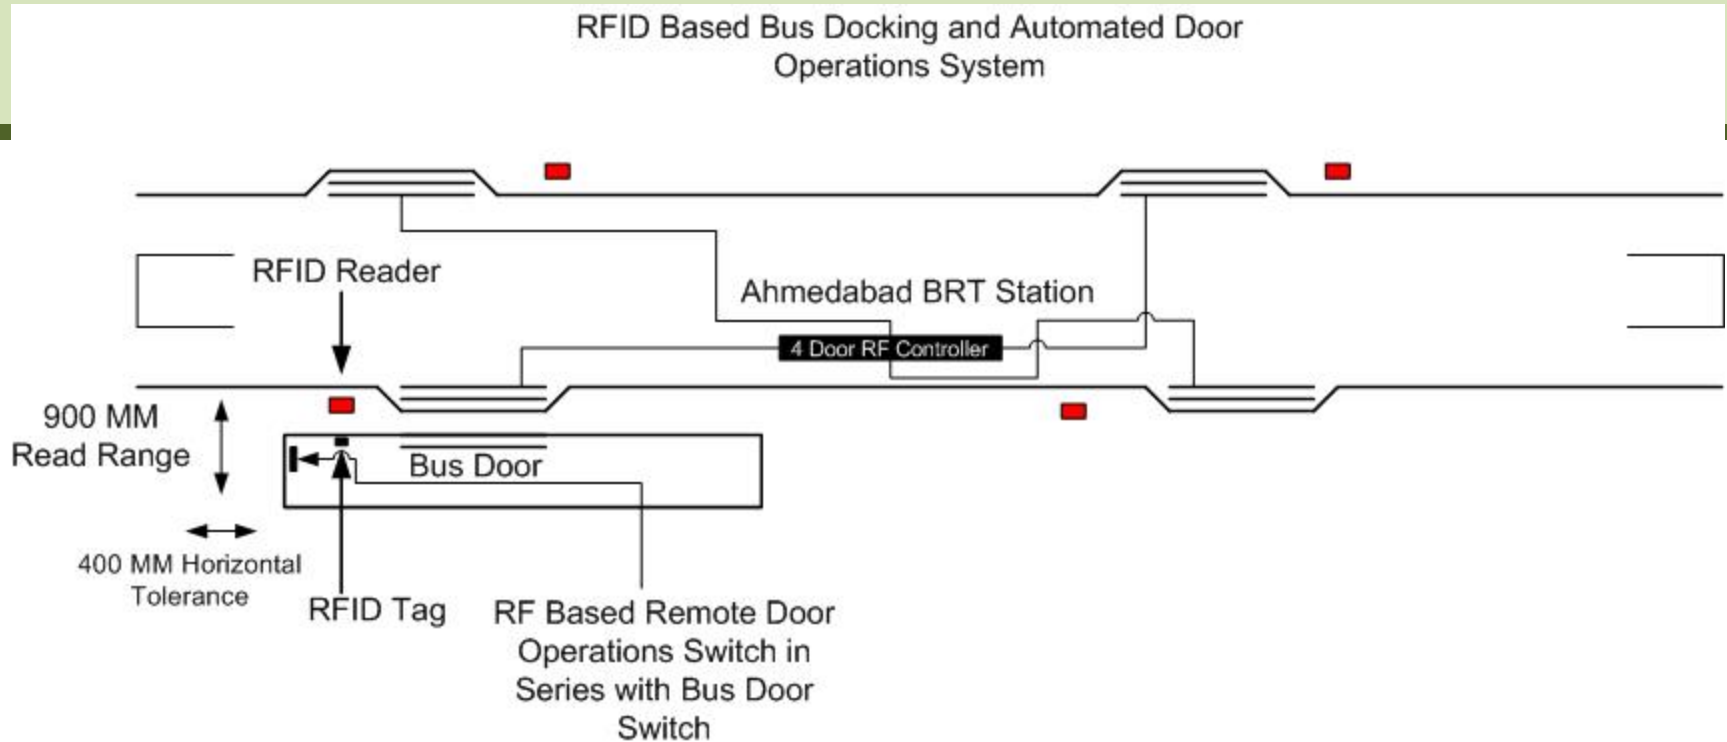 RFID Based Bus Docking and Automated Door
Operations System
RFID Reader
Ahmedabad BRT Station
4 Door RF Controller
900 MM
Read Range
Bus Door
400 MM Horizontal
Tolerance
RFID Tag
RF Based Remote Door
Operations Switch in
Series with Bus Door
Switch